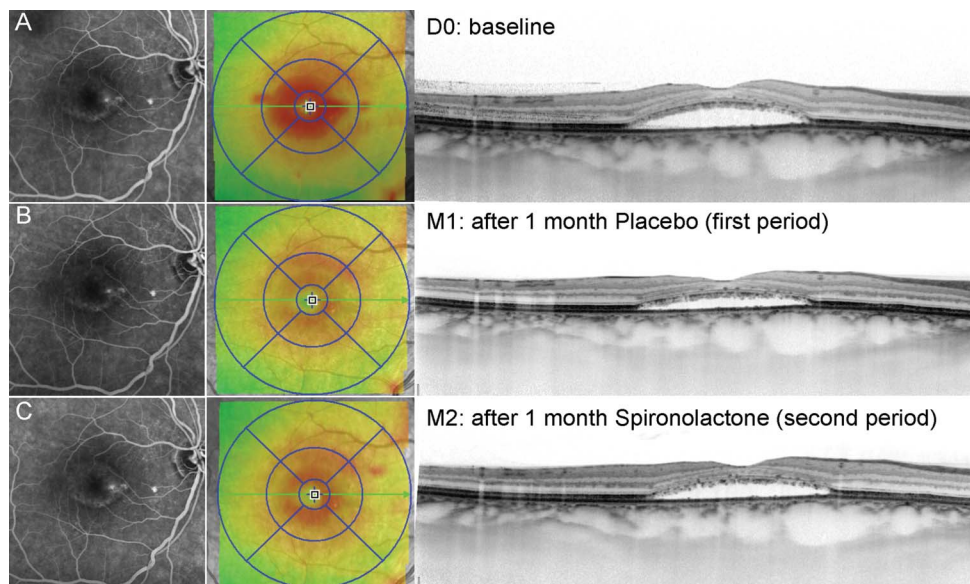 A
D0: baseline
B
M1: after 1 month Placebo (first period)
C
M2: after 1 month Spironolactone (second period)